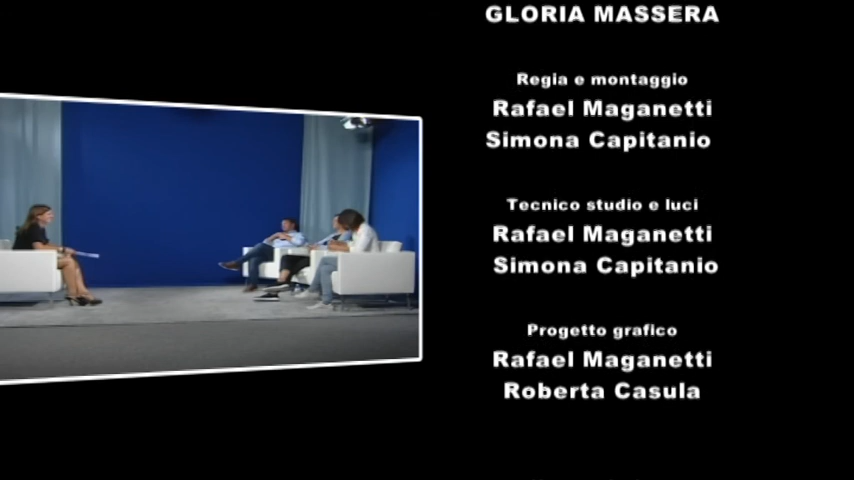 GLORIA MASSERA
Regia e montaggio
Rafael Maganetti
Simona Capitanio
Tecnico studio e luci
Rafael Maganetti
Simona Capitanio
Progetto grafico
Rafael Maganetti
Roberta Casula